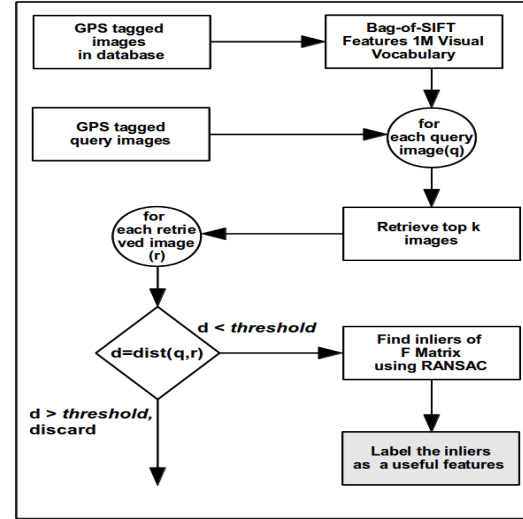 GPS tagged
images
in database
Bag-of-SIFT
Features 1M Visual
Vocabulary
GPS tagged
query images
for
each query
image(q)
Retrieve top k
images
for
each retrie
ved image
(r)
d=dist(q,r)
d < threshold
Find inliers of
F Matrix
using RANSAC
d > threshold,
discard
Label the inliers
as a useful features